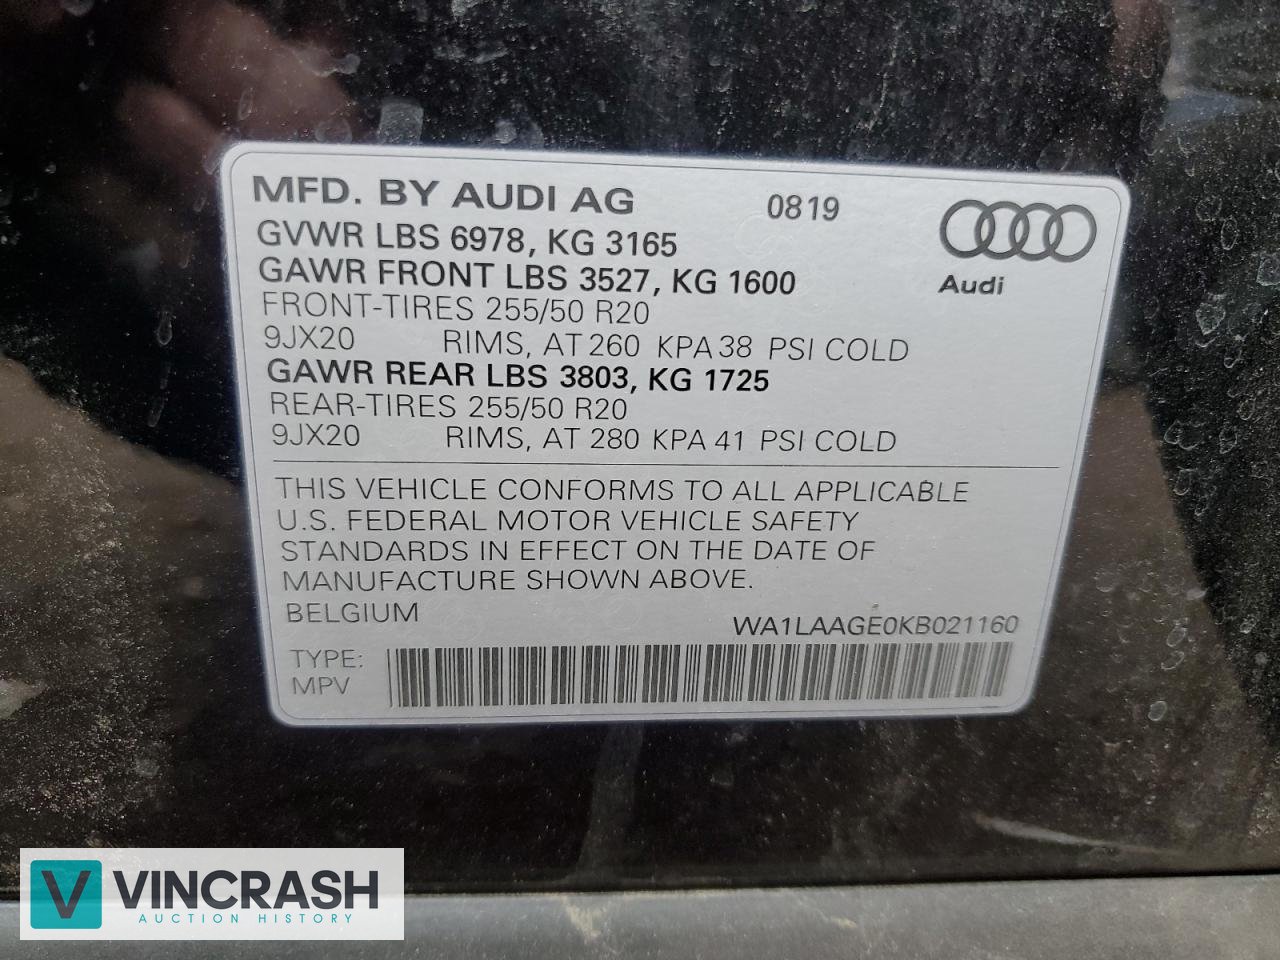 MFD. BY AUDI AG 0819
GVWR LBS 6978, KG 3165
GAWR FRONT LBS 3527, KG 1600
Audi
FRONT-TIRES 255/50 R20
9JX20 RIMS, AT 260 KPA 38 PSI COLD
GAWR REAR LBS 3803, KG 1725
REAR-TIRES 255/50 R20
9JX20 RIMS, AT 280 KPA 41 PSI COLD
THIS VEHICLE CONFORMS TO ALL APPLICABLE
U.S. FEDERAL MOTOR VEHICLE SAFETY
STANDARDS IN EFFECT ON THE DATE OF
MANUFACTURE SHOWN ABOVE.
BELGIUM
WA1LAAGE0KB021160
TYPE:
MPV
V VINCRASH
AUCTION HISTORY